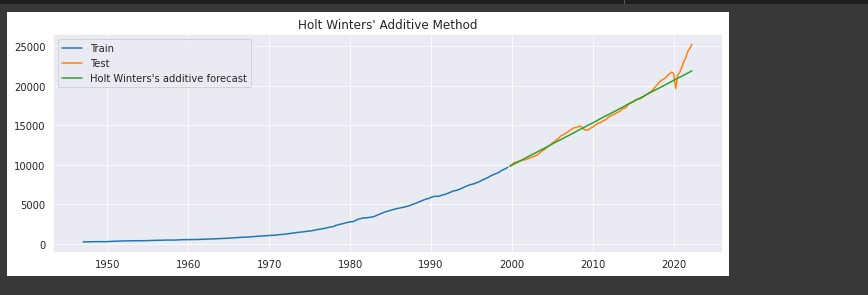 Holt Winters' Additive Method
Train
Test
Holt Winters's additive forecast
25000
20000
15000
10000
5000
0
1950 1960 1970 1980 1990 2000 2010 2020